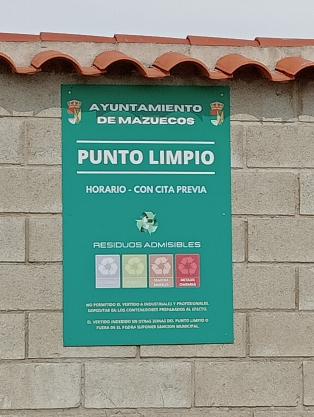 AYUNTAMIENTO
DE MAZUECOS
PUNTO LIMPIO
HORARIO - CON CITA PREVIA
RESIDUOS ADMISIBLES
NO PERMITIDO EL VERTIDO A INDUSTRIALES Y PROFESIONALES.
DEPOSITAR EN LOS CONTENEDORES PREPARADOS AL EFECTO.
EL VERTIDO INDEBIDO EN OTRAS ZONAS DEL PUNTO LIMPIO O
FUERA DE EL PODRA SUPONER SANCION MUNICIPAL